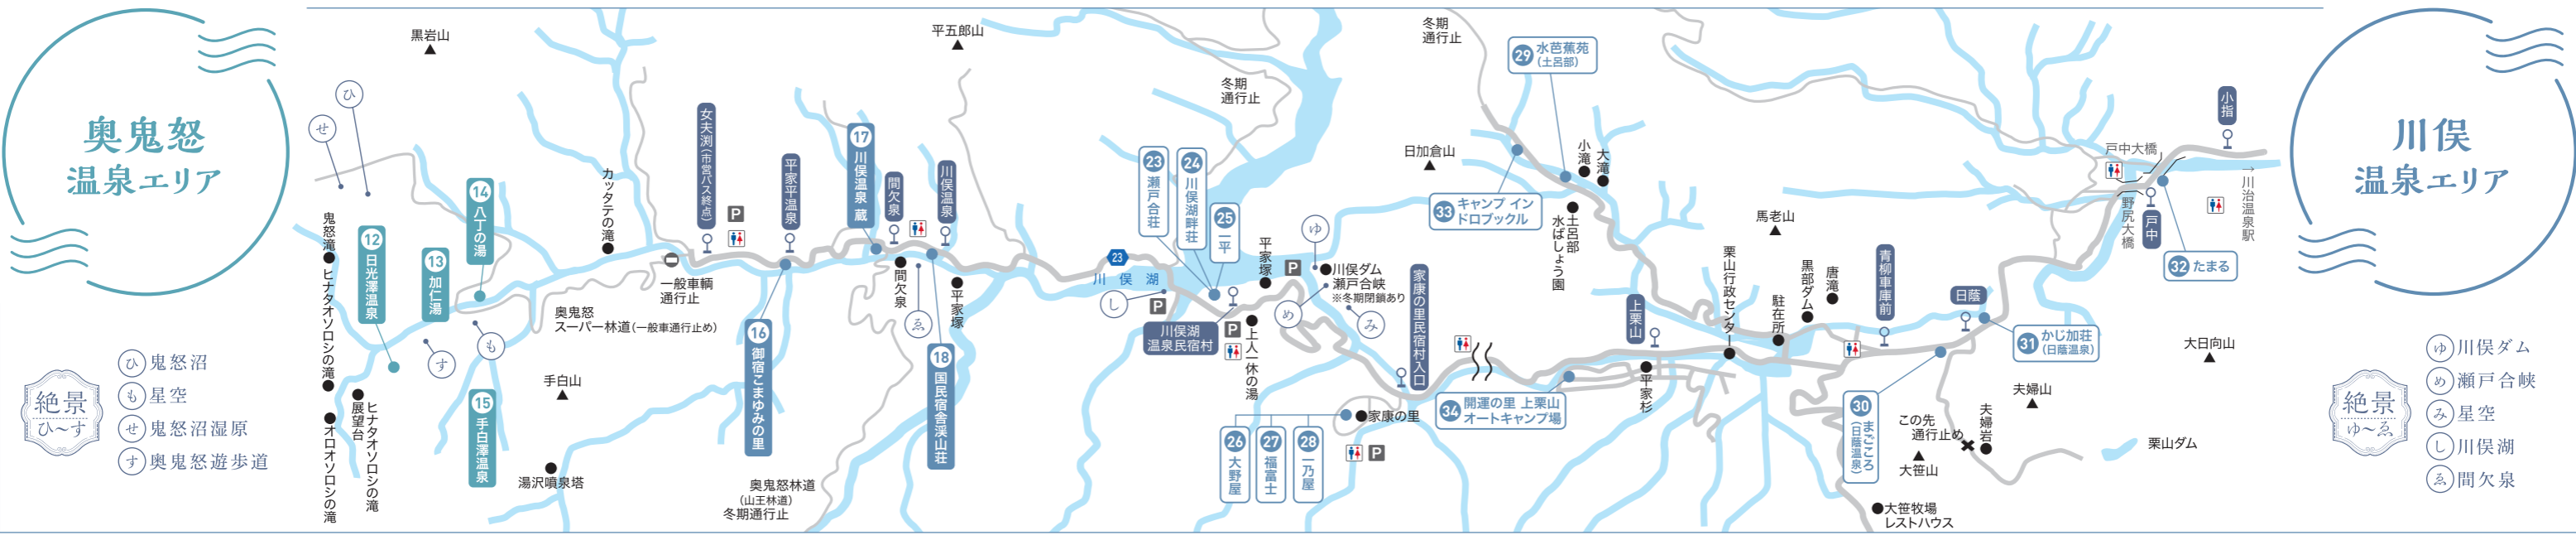 奥鬼怒
温泉エリア
絶景
ひ〜す
ひ 鬼怒沼
も 星空
せ 鬼怒沼湿原
す 奥鬼怒遊歩道
黒岩山
ひ
せ
鬼怒滝
ヒナタオソロシの滝
オロオソロシの滝
展望台
ヒナタオソロシの滝
12 日光澤温泉
13 加仁湯
14 八丁の湯
15 手白澤温泉
す
も
カッタテの滝
奥鬼怒
スーパー林道(一般車通行止め)
手白山
湯沢噴泉塔
一般車輌
通行止
女夫渕(市営バス終点)
P
平家平温泉
16 御宿こまゆみの里
17 川俣温泉 蔵
間欠泉
間欠泉
ゑ
川俣温泉
18 国民宿舎渓山荘
平家塚
奥鬼怒林道
(山王林道)
冬期通行止
平五郎山
23
川俣湖
し
P
冬期
通行止
23 瀬戸合荘
24 川俣湖畔荘
25 一平
川俣湖
温泉民宿村
平家塚
P
P
上人一休の湯
ゆ
川俣ダム
瀬戸合峡
※冬期閉鎖あり
め
み
家康の里民宿村入口
26 大野屋
27 福富士
28 一乃屋
家康の里
P
冬期
通行止
29 水芭蕉苑
(土呂部)
日加倉山
33 キャンプ イン
ドロブックル
小滝
大滝
土呂部
水ばしょう園
34 開運の里 上栗山
オートキャンプ場
上栗山
平家杉
栗山行政センター
馬老山
駐在所
黒部ダム
唐滝
青柳車庫前
日蔭
30 まごころ
(日蔭温泉)
31 かじ加荘
(日蔭温泉)
この先
通行止め
大笹山
夫婦岩
夫婦山
大笹牧場
レストハウス
大日向山
栗山ダム
戸中大橋
野尻大橋
戸中
32 たまる
小指
→川治温泉駅
川俣
温泉エリア
絶景
ゆ〜ゑ
ゆ 川俣ダム
め 瀬戸合峡
み 星空
し 川俣湖
ゑ 間欠泉